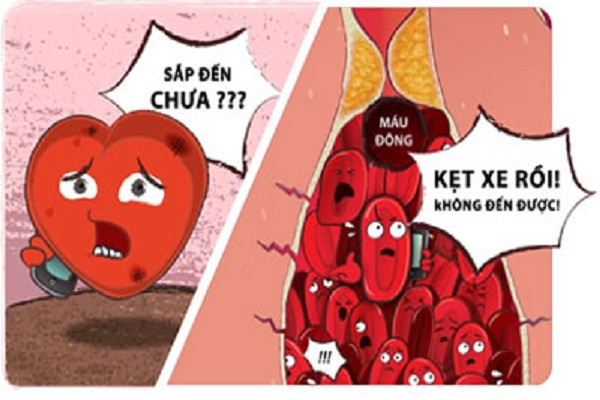 SẮP ĐẾN
CHƯA ???
MÁU
ĐÔNG
KẸT XE RỒI!
kHÔNG ĐẾN ĐƯỢC!
!!!